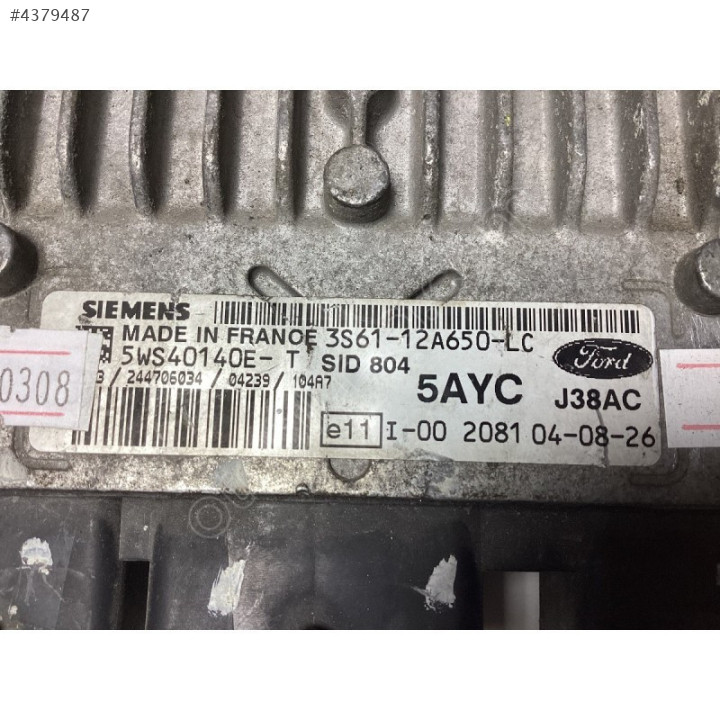 #4379487
SIEMENS
MADE IN FRANCE 3S61-12A650-LC
5WS40140E- T SID 804
Ford
3/ 244706034 / 04239 / 104A7
5AYC J38AC
0308
e11 I-00 2081 04-08-26